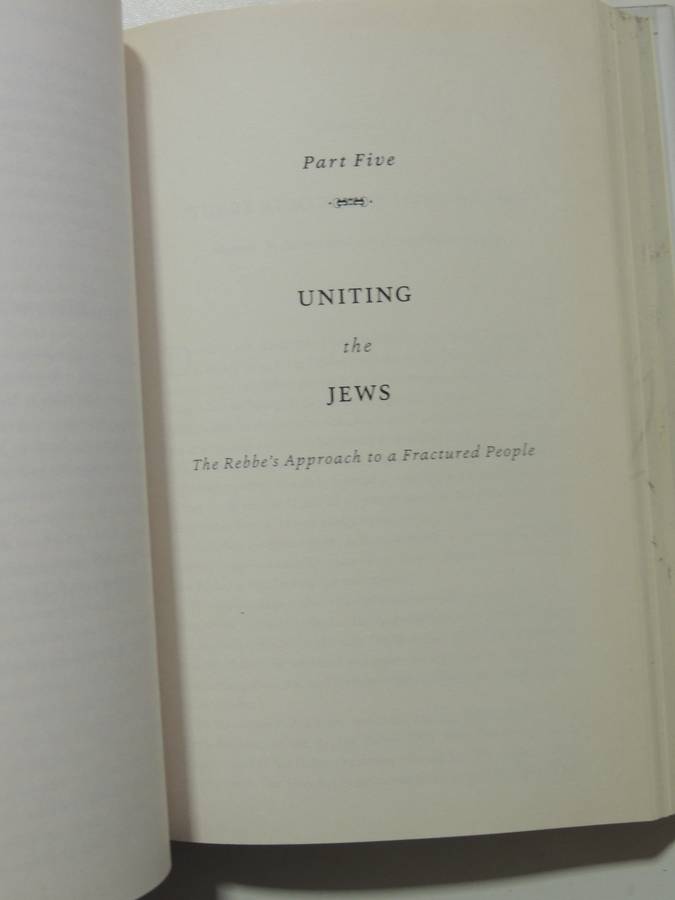 Part Five
UNITING
the
JEWS
The Rebbe's Approach to a Fractured People